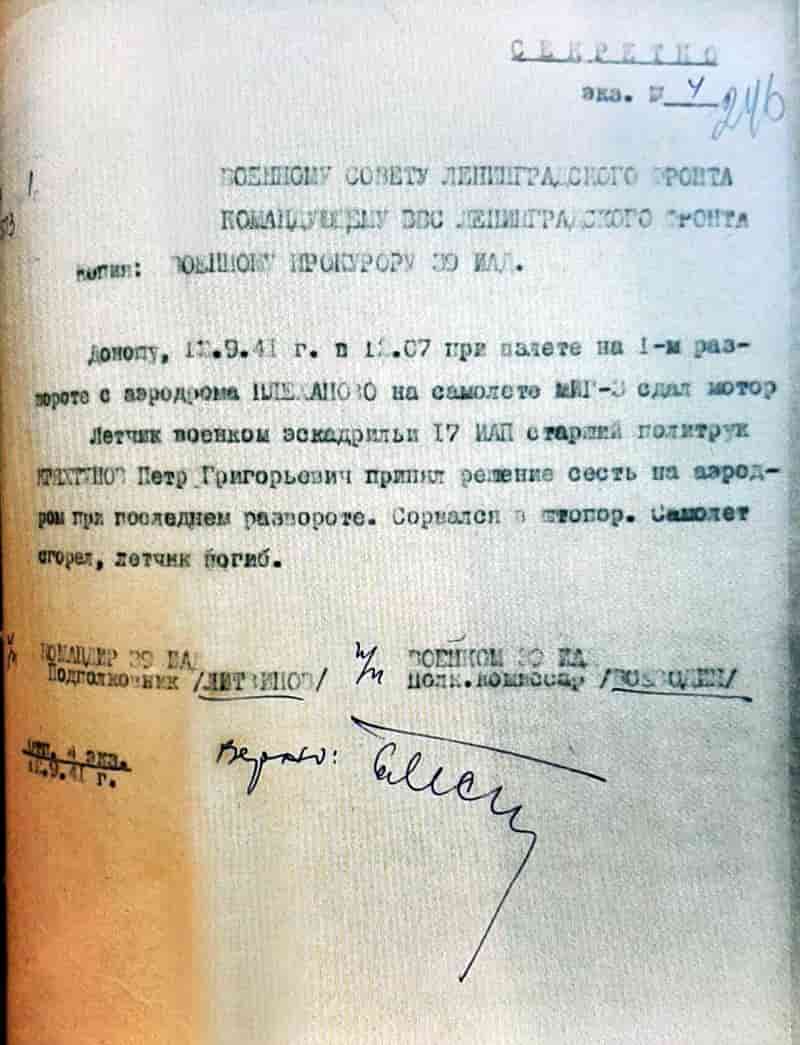 СЕКРЕТНО
экз. № 4
246
ВОЕННОМУ СОВЕТУ ЛЕНИНГРАДСКОГО ФРОНТА
КОМАНДУЮЩЕМУ ВВС ЛЕНИНГРАДСКОГО ФРОНТА
копия: ВОЕННОМУ ПРОКУРОРУ 39 ИАД.
Доношу, 12.9.41 г. в 12.07 при взлете на 1-м раз-
вороте с аэродрома ПЛЕХАНОВО на самолете МИГ-3 сдал мотор
Летчик военком эскадрильи 17 ИАП старший политрук
Петр Григорьевич принял решение сесть на аэрод-
ром при последнем развороте. Сорвался в штопор. Самолет
сгорел, летчик погиб.
п/п КОМАНДИР 39 ИАД п/п ВОЕНКОМ 39 ИАД
Подполковник /ЛИТВИНОВ/ Полк.комиссар /
отп. 4 экз.
12.9.41 г.
Верно: